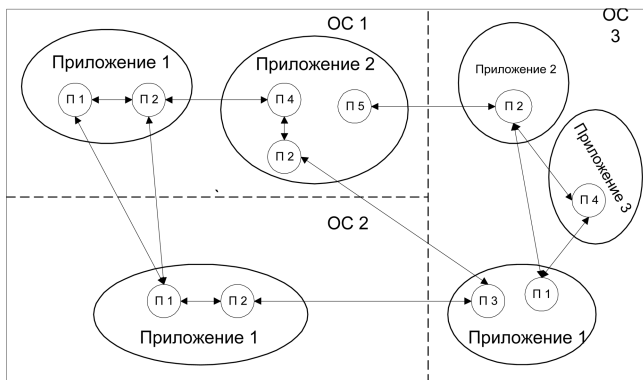 ОС 1
Приложение 1
П 1
П 2
Приложение 2
П 4
П 5
П 2
ОС
3
Приложение 2
П 2
Приложение 3
П 4
ОС 2
П 1
П 2
Приложение 1
П 3
П 1
Приложение 1